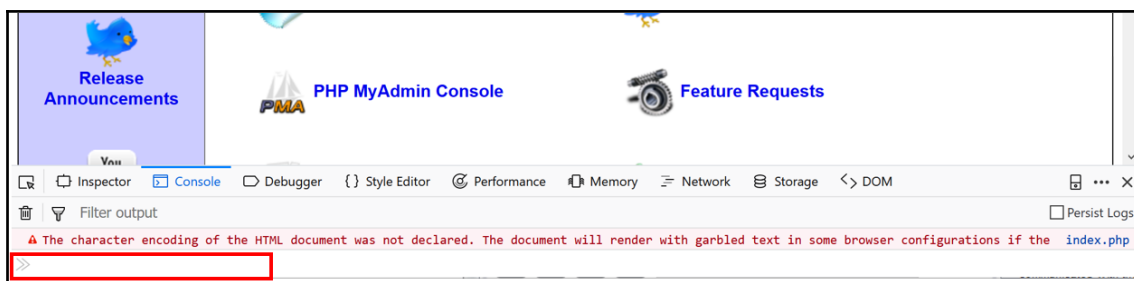 Release
Announcements
PMA
PHP MyAdmin Console
Feature Requests
You
Inspector Console Debugger {} Style Editor Performance Memory Network Storage DOM
Filter output
Persist Logs
The character encoding of the HTML document was not declared. The document will render with garbled text in some browser configurations if the index.php